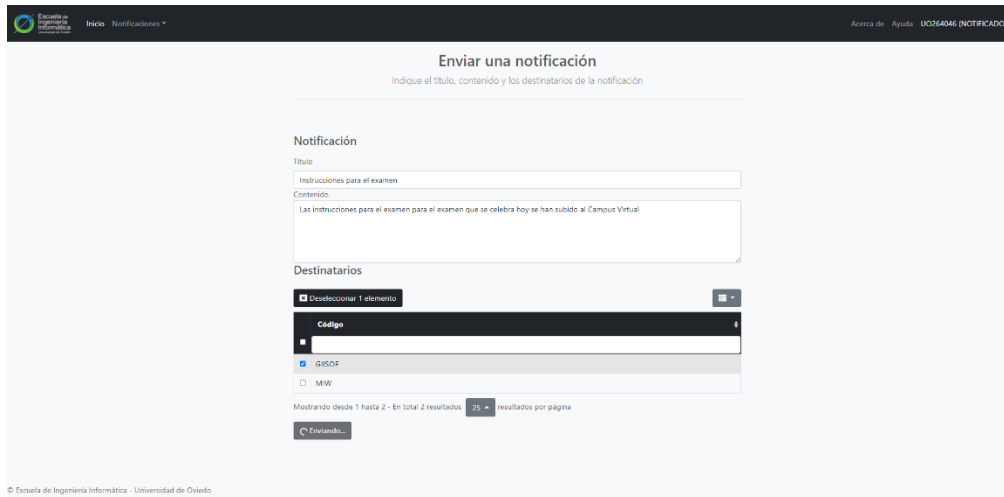 Escuela de
Ingeniería
Informática
Universidad de Oviedo
Inicio Notificaciones
Acerca de Ayuda UO264046 (NOTIFICADO
Enviar una notificación
Indique el título, contenido y los destinatarios de la notificación
Notificación
Título
Instrucciones para el examen
Contenido
Las instrucciones para el examen para el examen que se celebra hoy se han subido al Campus Virtual
Destinatarios
Deseleccionar 1 elemento
Código
GIISOF
MIW
Mostrando desde 1 hasta 2 - En total 2 resultados 25 resultados por página
Enviando...
© Escuela de Ingeniería Informática - Universidad de Oviedo